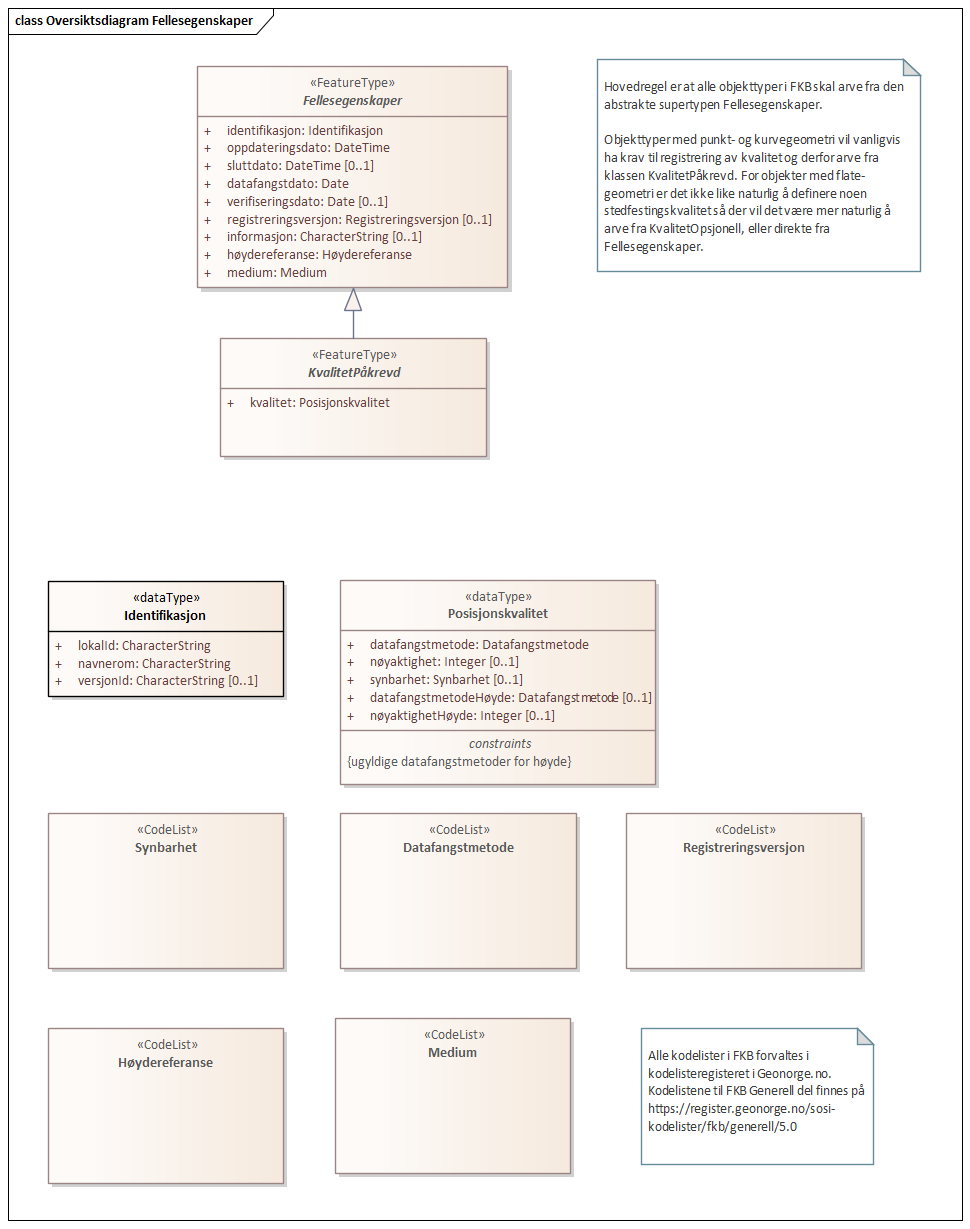 class Oversiktsdiagram Fellesegenskaper
«FeatureType»
Fellesegenskaper
+ identifikasjon: Identifikasjon
+ oppdateringsdato: DateTime
+ sluttdato: DateTime [0..1]
+ datafangstdato: Date
+ verifiseringsdato: Date [0..1]
+ registreringsversjon: Registreringsversjon [0..1]
+ informasjon: CharacterString [0..1]
+ høydereferanse: Høydereferanse
+ medium: Medium
Hovedregel er at alle objekttyper i FKB skal arve fra den
abstrakte supertypen Fellesegenskaper.
Objekttyper med punkt- og kurvegeometri vil vanligvis
ha krav til registrering av kvalitet og derfor arve fra
klassen KvalitetPåkrevd. For objekter med flate-
geometri er det ikke like naturlig å definere noen
stedfestingskvalitet så der vil det være mer naturlig å
arve fra KvalitetOpsjonell, eller direkte fra
Fellesegenskaper.
«FeatureType»
KvalitetPåkrevd
+ kvalitet: Posisjonskvalitet
«dataType»
Identifikasjon
+ lokalId: CharacterString
+ navnerom: CharacterString
+ versjonId: CharacterString [0..1]
«dataType»
Posisjonskvalitet
+ datafangstmetode: Datafangstmetode
+ nøyaktighet: Integer [0..1]
+ synbarhet: Synbarhet [0..1]
+ datafangstmetodeHøyde: Datafangstmetode [0..1]
+ nøyaktighetHøyde: Integer [0..1]
constraints
{ugyldige datafangstmetoder for høyde}
«CodeList»
Synbarhet
«CodeList»
Datafangstmetode
«CodeList»
Registreringsversjon
«CodeList»
Høydereferanse
«CodeList»
Medium
Alle kodelister i FKB forvaltes i
kodelisteregisteret i Geonorge.no.
Kodelistene til FKB Generell del finnes på
https://register.geonorge.no/sosi-
kodelister/fkb/generell/5.0